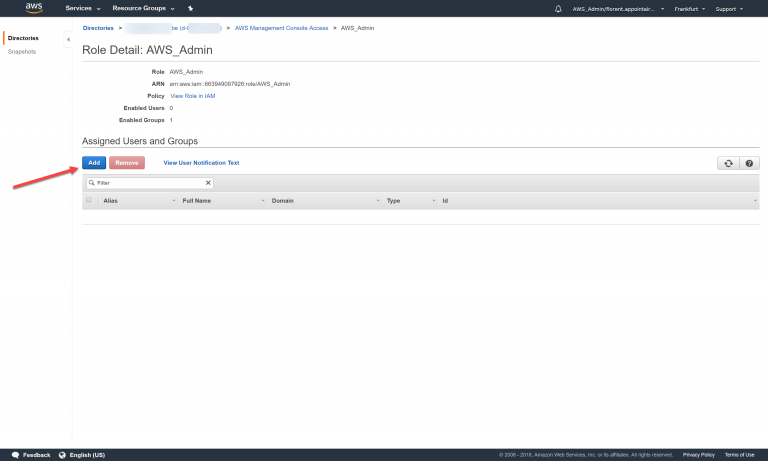 aws Services Resource Groups AWS_Admin/florent.appointair... Frankfurt Support
Directories
Snapshots
Directories > be (d- ) > AWS Management Console Access > AWS_Admin
Role Detail: AWS_Admin
Role AWS_Admin
ARN arn:aws:iam::863949097926:role/AWS_Admin
Policy View Role in IAM
Enabled Users 0
Enabled Groups 1
Assigned Users and Groups
Add Remove View User Notification Text
Filter
Alias Full Name Domain Type Id
Feedback English (US) © 2008 - 2018, Amazon Web Services, Inc. or its affiliates. All rights reserved. Privacy Policy Terms of Use